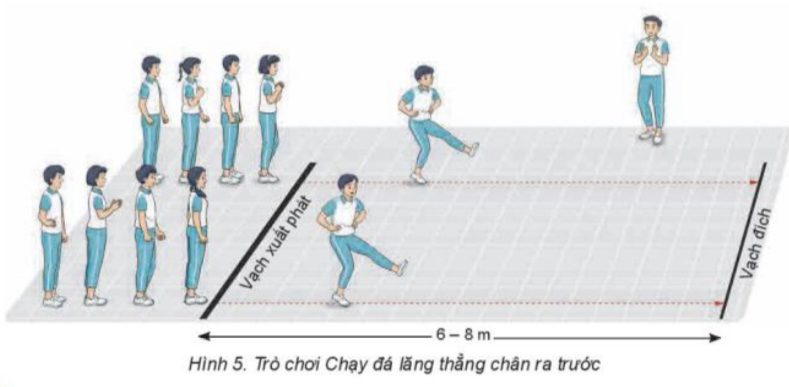 Vạch xuất phát
Vạch đích
6 – 8 m
Hình 5. Trò chơi Chạy đá lăng thẳng chân ra trước